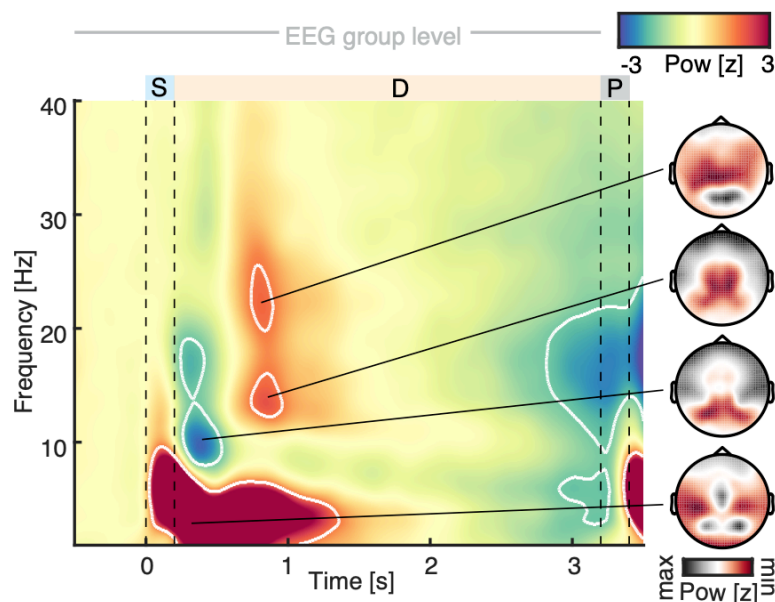 EEG group level
-3 Pow [z] 3
S D P
40
30
20
10
Frequency [Hz]
0 1 2 3
Time [s]
max min
Pow [z]